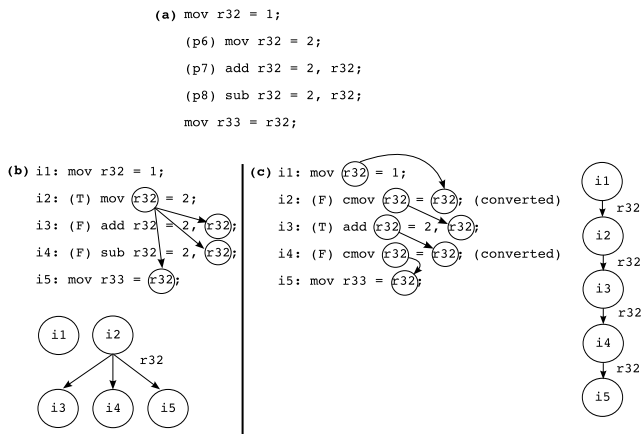 (a) mov r32 = 1;
(p6) mov r32 = 2;
(p7) add r32 = 2, r32;
(p8) sub r32 = 2, r32;
mov r33 = r32;
(b) i1: mov r32 = 1;
i2: (T) mov r32 = 2;
i3: (F) add r32 = 2, r32;
i4: (F) sub r32 = 2, r32;
i5: mov r33 = r32;
i1
i2
r32
i3
i4
i5
(c) i1: mov r32 = 1;
i2: (F) cmov r32 = r32; (converted)
i3: (T) add r32 = 2, r32;
i4: (F) cmov r32 = r32; (converted)
i5: mov r33 = r32;
i1
r32
i2
r32
i3
r32
i4
r32
i5